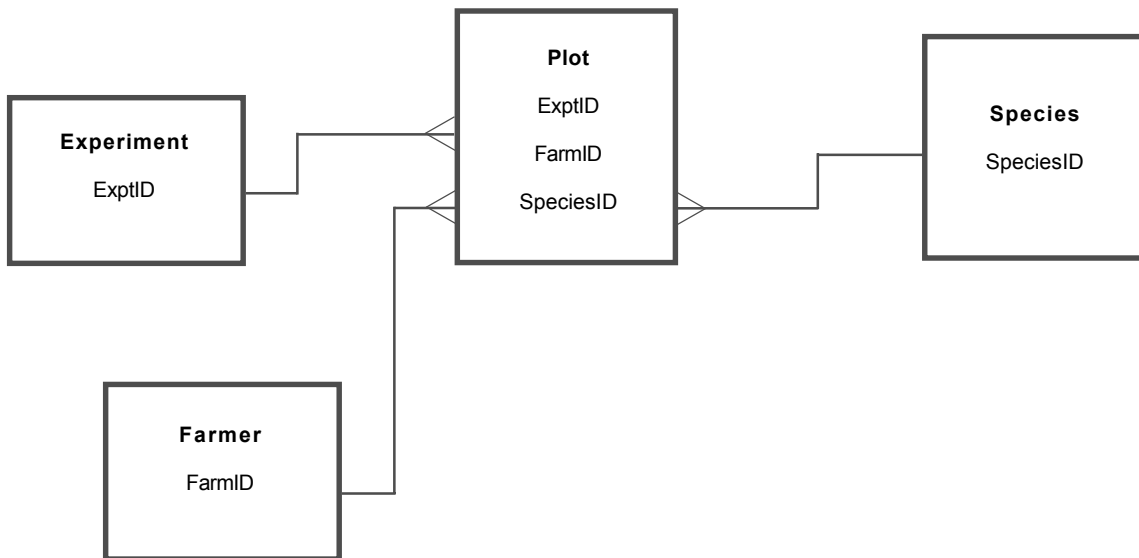 Experiment
ExptID
Plot
ExptID
FarmID
SpeciesID
Species
SpeciesID
Farmer
FarmID